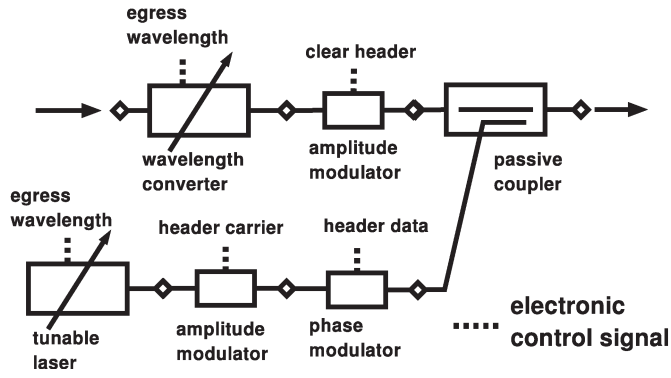 egress
wavelength
clear header
wavelength
converter
amplitude
modulator
passive
coupler
egress
wavelength
header carrier
header data
tunable
laser
amplitude
modulator
phase
modulator
electronic
control signal